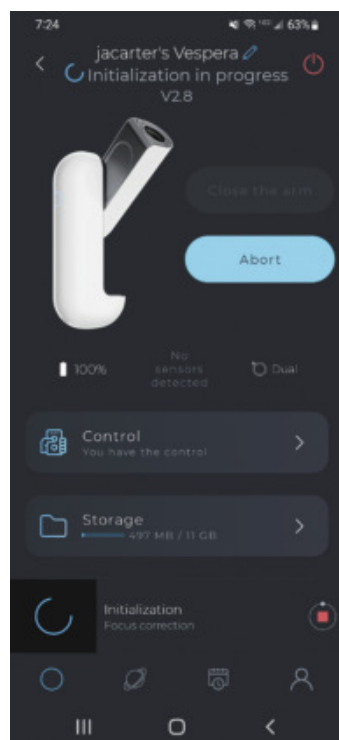 7:24
63%
jacarter's Vespera
Initialization in progress
V2.8
Close the arm
Abort
100%
No
sensors
detected
Dual
Control
You have the control
Storage
497 MB / 11 GB
Initialization
Focus correction